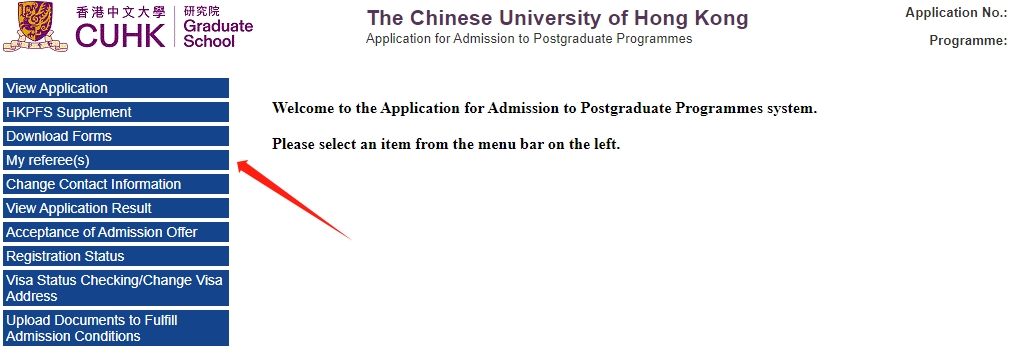 香港中文大學
CUHK
研究院
Graduate
School
The Chinese University of Hong Kong
Application for Admission to Postgraduate Programmes
Application No.:
Programme:
View Application
HKPFS Supplement
Download Forms
My referee(s)
Change Contact Information
View Application Result
Acceptance of Admission Offer
Registration Status
Visa Status Checking/Change Visa
Address
Upload Documents to Fulfill
Admission Conditions
Welcome to the Application for Admission to Postgraduate Programmes system.
Please select an item from the menu bar on the left.